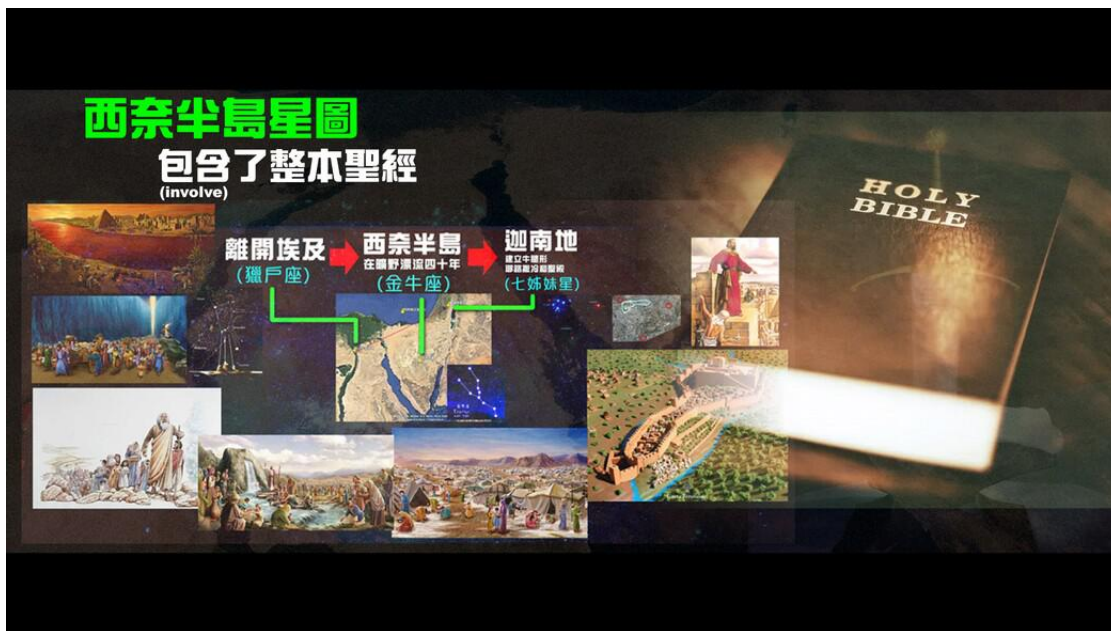 西奈半島星圖
包含了整本聖經
(involve)
離開埃及
(獵戶座)
西奈半島
在曠野漂流四十年
(金牛座)
迦南地
(七姊妹星)
HOLY
BIBLE